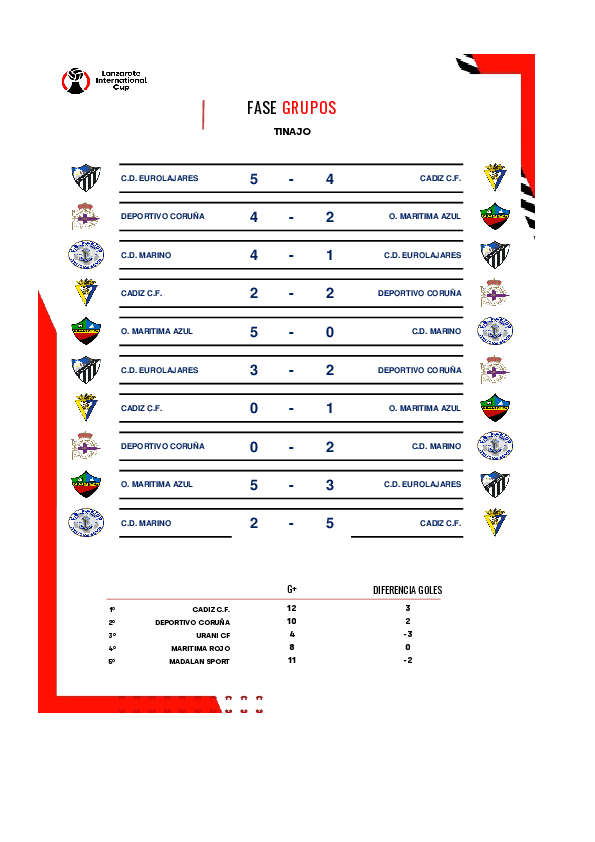 Lanzarote
International
Cup
FASE GRUPOS
TINAJO
C.D. EUROLAJARES 5 - 4 CADIZ C.F.
DEPORTIVO CORUÑA 4 - 2 O. MARITIMA AZUL
C.D. MARINO 4 - 1 C.D. EUROLAJARES
CADIZ C.F. 2 - 2 DEPORTIVO CORUÑA
O. MARITIMA AZUL 5 - 0 C.D. MARINO
C.D. EUROLAJARES 3 - 2 DEPORTIVO CORUÑA
CADIZ C.F. 0 - 1 O. MARITIMA AZUL
DEPORTIVO CORUÑA 0 - 2 C.D. MARINO
O. MARITIMA AZUL 5 - 3 C.D. EUROLAJARES
C.D. MARINO 2 - 5 CADIZ C.F.
G+ DIFERENCIA GOLES
1º CADIZ C.F. 12 3
2º DEPORTIVO CORUÑA 10 2
3º URANI CF 4 -3
4º MARITIMA ROJO 8 0
5º MADALAN SPORT 11 -2